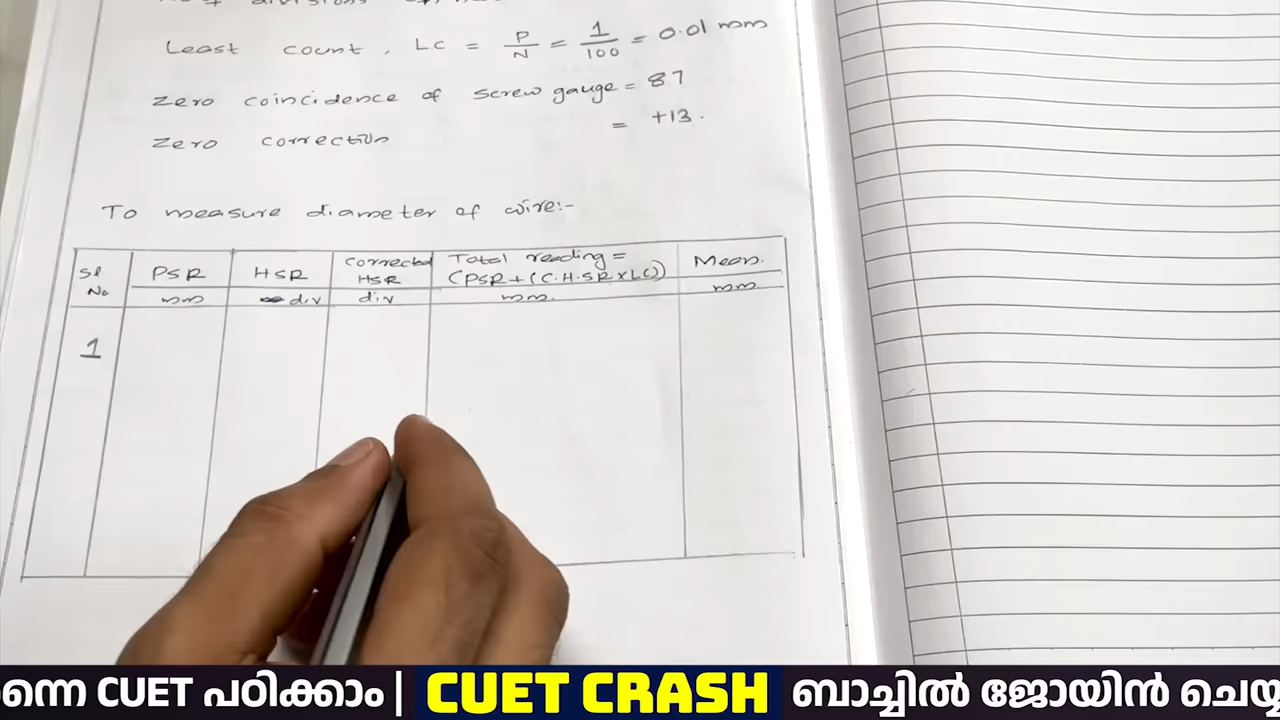 Least count, L.C = P/N = 1/100 = 0.01 mm
Zero coincidence of screw gauge = 87
Zero correction = +13.
To measure diameter of wire:-
Sl No PSR HSR Corrected HSR Total reading = (PSR+(C.H.SR×LC) Mean.
mm div div mm. mm.
1
ന്നെ CUET പഠിക്കാം | CUET CRASH ബാച്ചിൽ ജോയിൻ ചെയ്യ